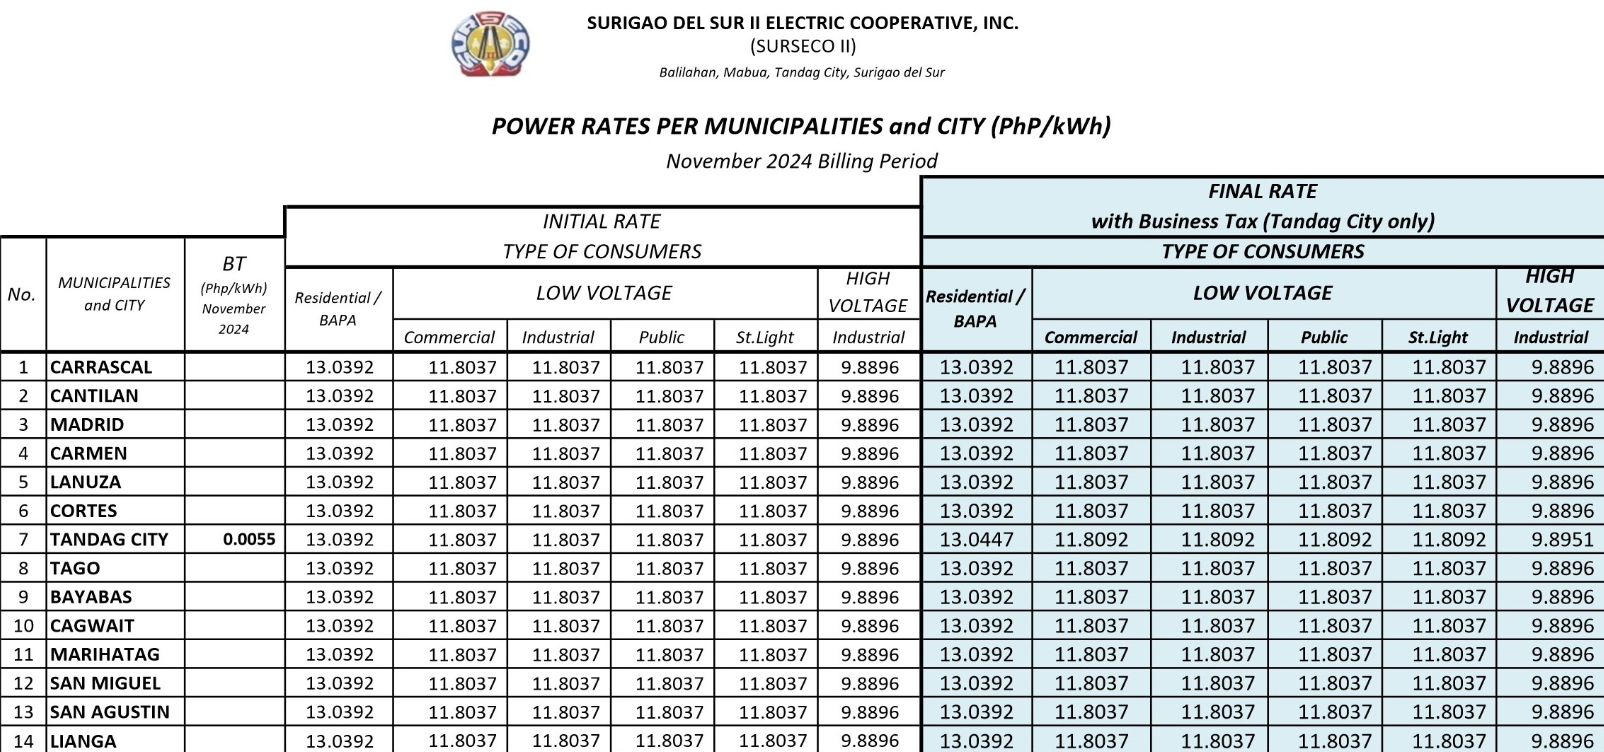 SURSECO
SURIGAO DEL SUR II ELECTRIC COOPERATIVE, INC.
(SURSECO II)
Balilahan, Mabua, Tandag City, Surigao del Sur
POWER RATES PER MUNICIPALITIES and CITY (PhP/kWh)
November 2024 Billing Period
FINAL RATE
INITIAL RATE with Business Tax (Tandag City only)
TYPE OF CONSUMERS TYPE OF CONSUMERS
No. MUNICIPALITIES and CITY BT (Php/kWh) November 2024 Residential / BAPA LOW VOLTAGE HIGH VOLTAGE Residential / BAPA LOW VOLTAGE HIGH VOLTAGE
Commercial Industrial Public St.Light Industrial Commercial Industrial Public St.Light Industrial
1 CARRASCAL 13.0392 11.8037 11.8037 11.8037 11.8037 9.8896 13.0392 11.8037 11.8037 11.8037 11.8037 9.8896
2 CANTILAN 13.0392 11.8037 11.8037 11.8037 11.8037 9.8896 13.0392 11.8037 11.8037 11.8037 11.8037 9.8896
3 MADRID 13.0392 11.8037 11.8037 11.8037 11.8037 9.8896 13.0392 11.8037 11.8037 11.8037 11.8037 9.8896
4 CARMEN 13.0392 11.8037 11.8037 11.8037 11.8037 9.8896 13.0392 11.8037 11.8037 11.8037 11.8037 9.8896
5 LANUZA 13.0392 11.8037 11.8037 11.8037 11.8037 9.8896 13.0392 11.8037 11.8037 11.8037 11.8037 9.8896
6 CORTES 13.0392 11.8037 11.8037 11.8037 11.8037 9.8896 13.0392 11.8037 11.8037 11.8037 11.8037 9.8896
7 TANDAG CITY 0.0055 13.0392 11.8037 11.8037 11.8037 11.8037 9.8896 13.0447 11.8092 11.8092 11.8092 11.8092 9.8951
8 TAGO 13.0392 11.8037 11.8037 11.8037 11.8037 9.8896 13.0392 11.8037 11.8037 11.8037 11.8037 9.8896
9 BAYABAS 13.0392 11.8037 11.8037 11.8037 11.8037 9.8896 13.0392 11.8037 11.8037 11.8037 11.8037 9.8896
10 CAGWAIT 13.0392 11.8037 11.8037 11.8037 11.8037 9.8896 13.0392 11.8037 11.8037 11.8037 11.8037 9.8896
11 MARIHATAG 13.0392 11.8037 11.8037 11.8037 11.8037 9.8896 13.0392 11.8037 11.8037 11.8037 11.8037 9.8896
12 SAN MIGUEL 13.0392 11.8037 11.8037 11.8037 11.8037 9.8896 13.0392 11.8037 11.8037 11.8037 11.8037 9.8896
13 SAN AGUSTIN 13.0392 11.8037 11.8037 11.8037 11.8037 9.8896 13.0392 11.8037 11.8037 11.8037 11.8037 9.8896
14 LIANGA 13.0392 11.8037 11.8037 11.8037 11.8037 9.8896 13.0392 11.8037 11.8037 11.8037 11.8037 9.8896